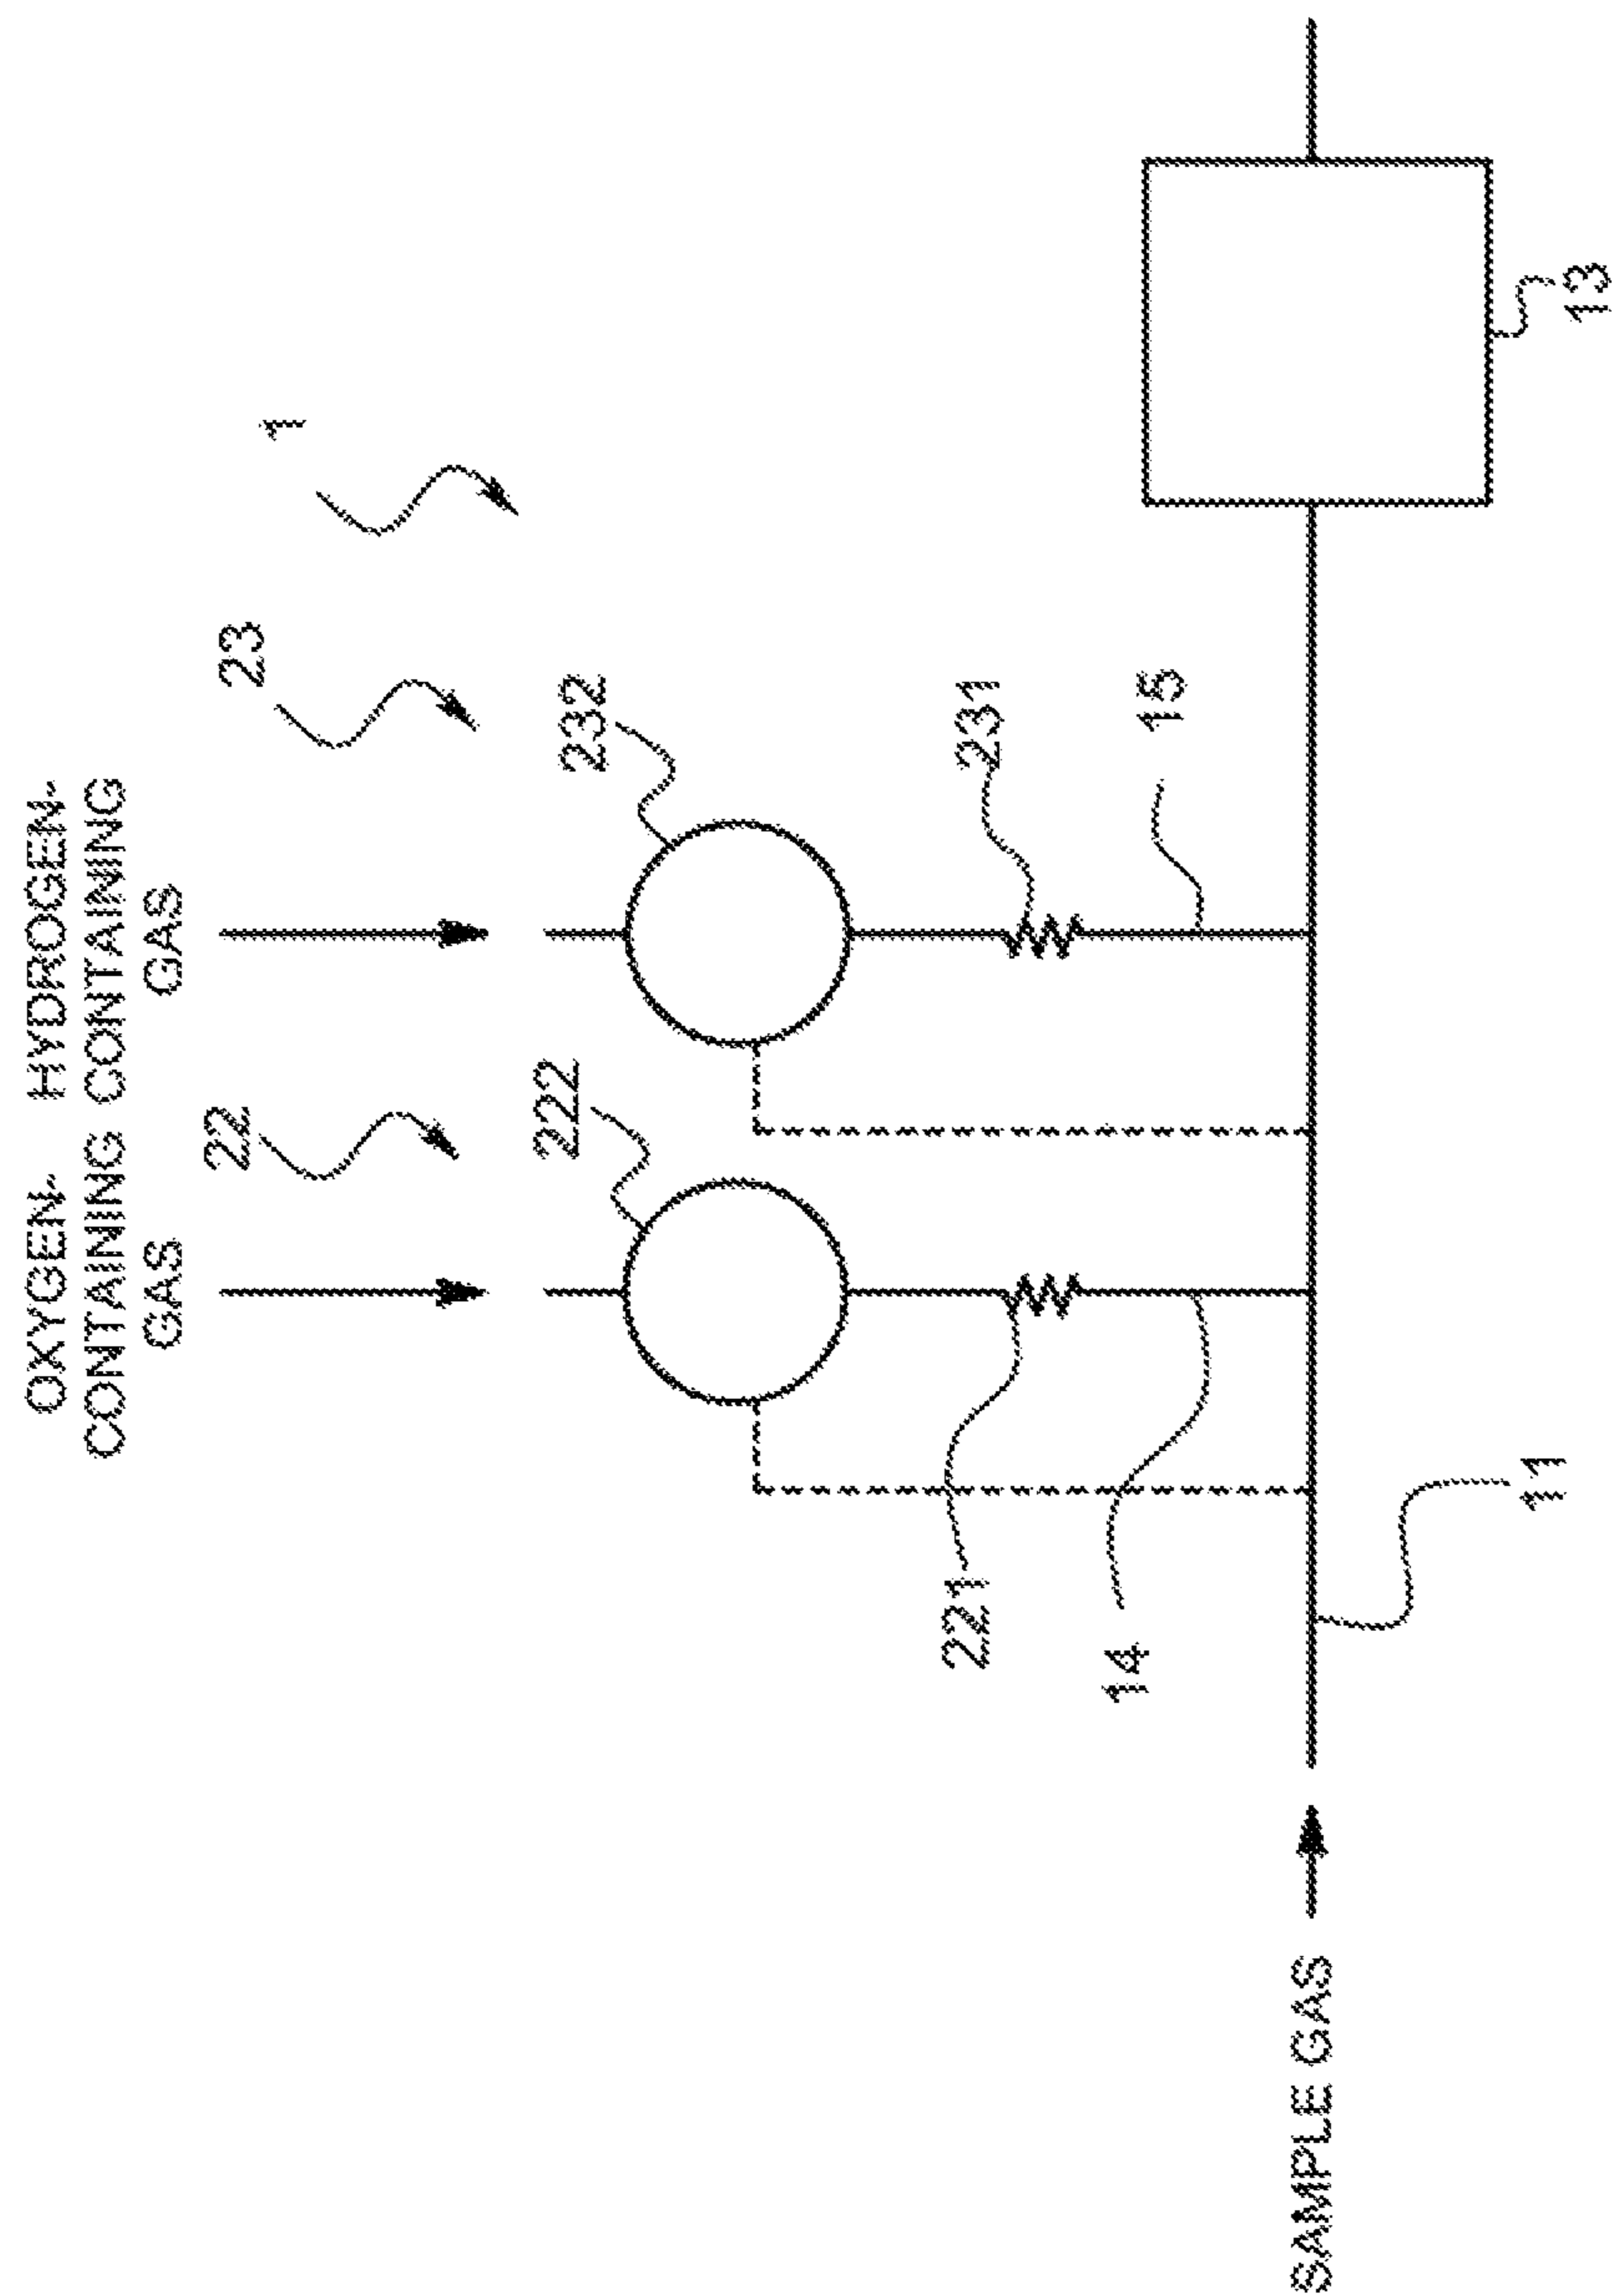 OXYGEN-
CONTAINING
GAS
HYDROGEN-
CONTAINING
GAS
22
23
1
222
232
221
231
14
15
SAMPLE GAS
11
13